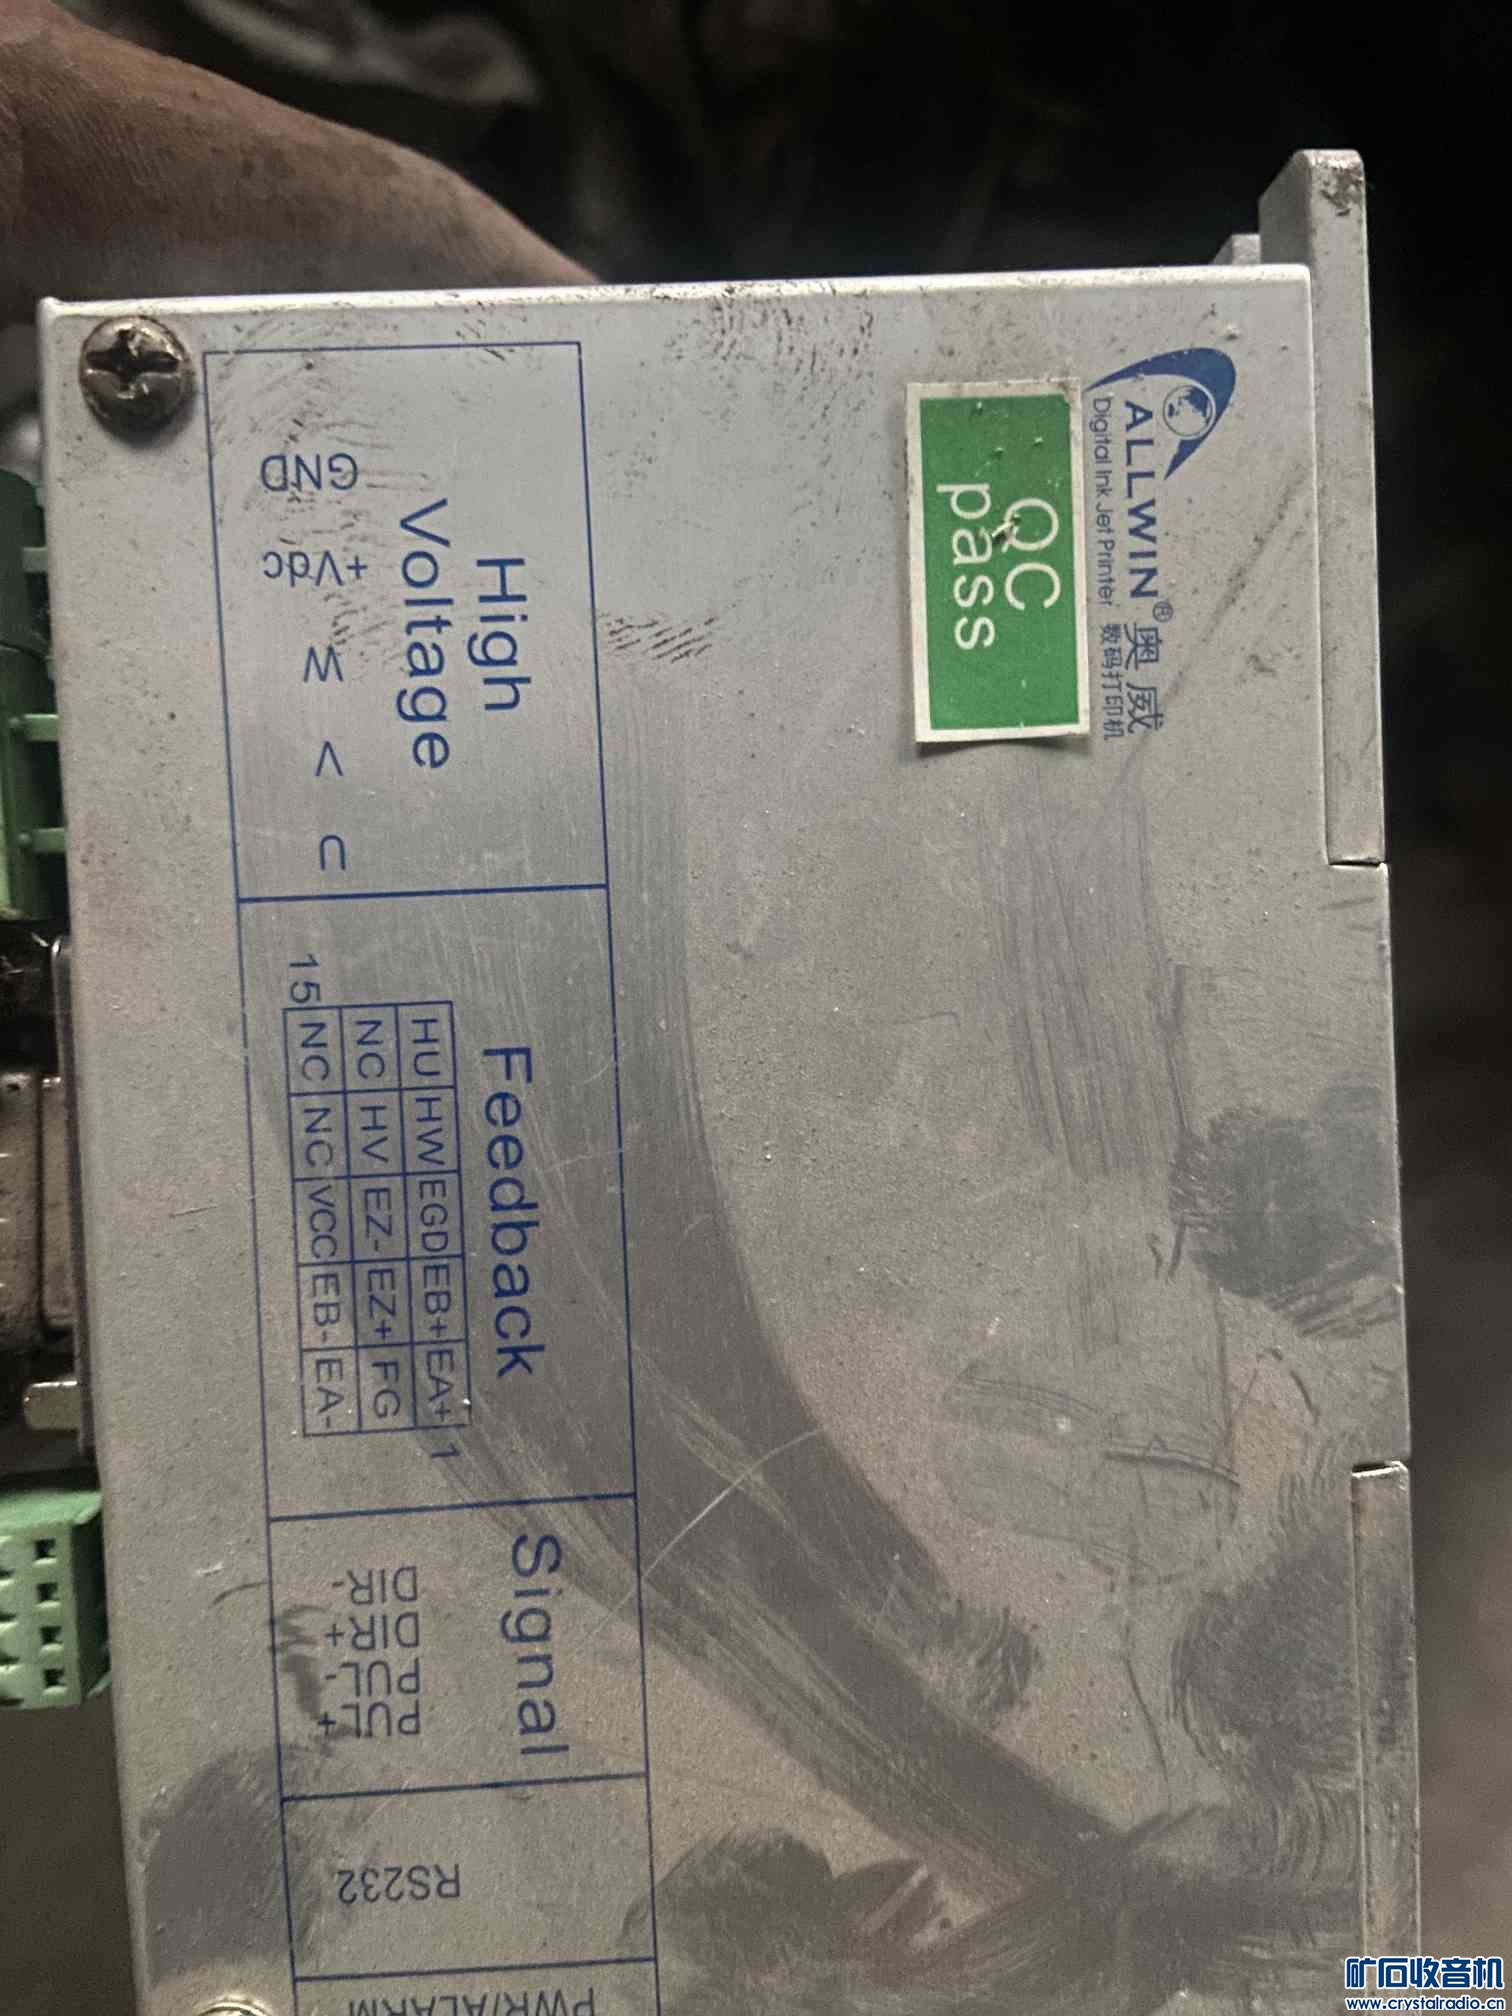 ALLWIN® 奥威
Digital Ink Jet Printer 数码打印机
QC
pass
High
Voltage
GND
+Vdc
W
V
U
Feedback
HU HW EGD EB+ EA+ 1
NC HV EZ- EZ+ FG
15 NC NC VCC EB- EA-
Signal
DIR-
DIR+
PUL-
PUL+
RS232
PWR/ALARM
矿石收音机
www.crystalradio.cn